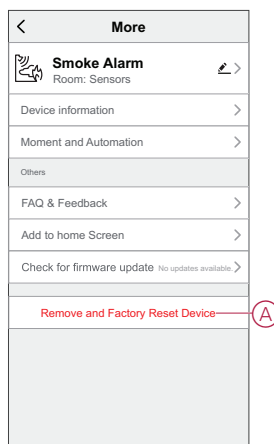 More
Smoke Alarm
Room: Sensors
Device information
Moment and Automation
Others
FAQ & Feedback
Add to home Screen
Check for firmware update No updates available.
Remove and Factory Reset Device
A